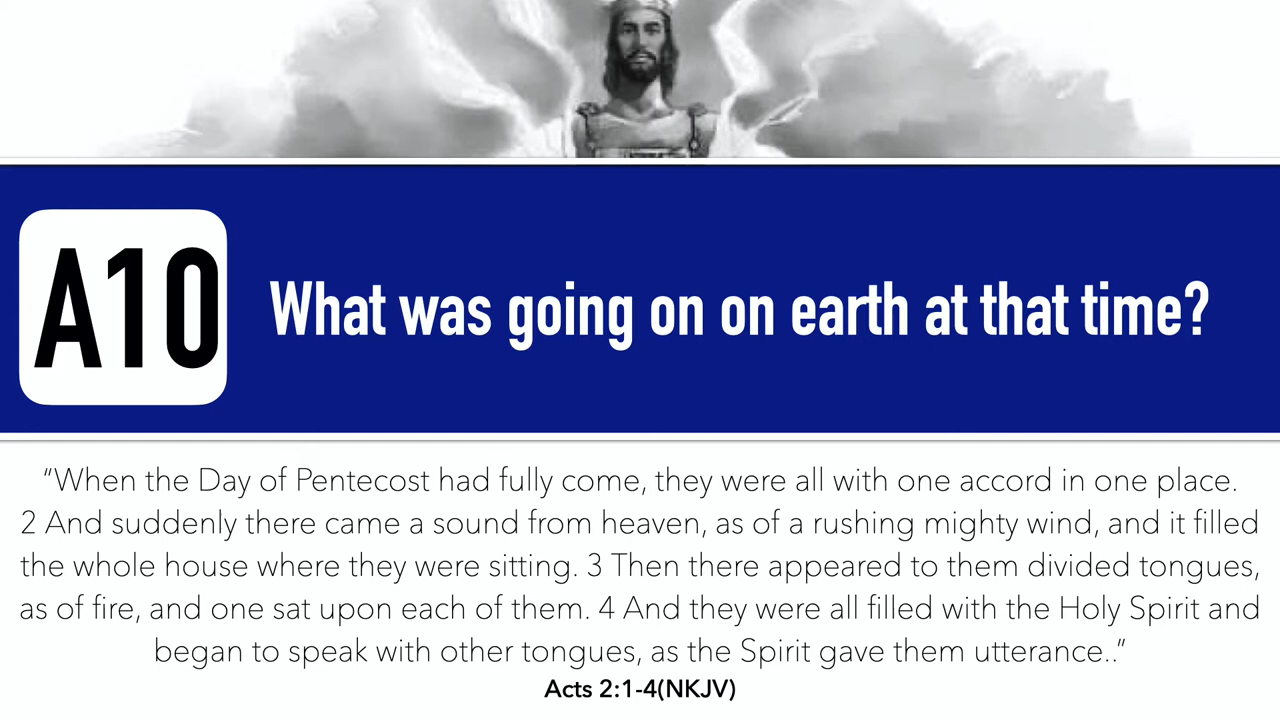 A10
What was going on on earth at that time?
“When the Day of Pentecost had fully come, they were all with one accord in one place.
2 And suddenly there came a sound from heaven, as of a rushing mighty wind, and it filled
the whole house where they were sitting. 3 Then there appeared to them divided tongues,
as of fire, and one sat upon each of them. 4 And they were all filled with the Holy Spirit and
began to speak with other tongues, as the Spirit gave them utterance..”
Acts 2:1-4(NKJV)